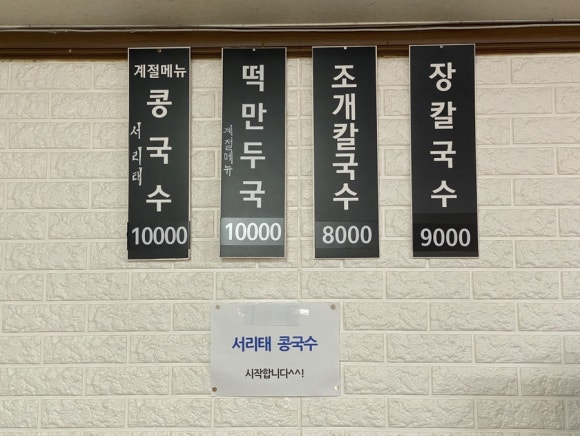 계절메뉴
콩국수
서리태
10000
떡만두국
계절메뉴
10000
조개칼국수
8000
장칼국수
9000
서리태 콩국수
시작합니다^^!